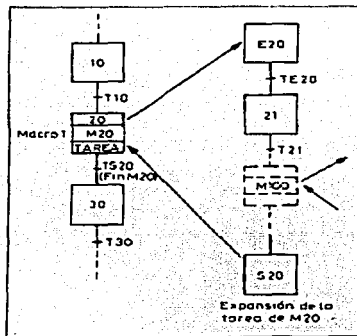 10
T10
Macro T
20
M20
TAREA
TS20
(Fin M20)
30
T30
E20
TE20
21
T21
M100
S20
Expansión de la
tarea de M20